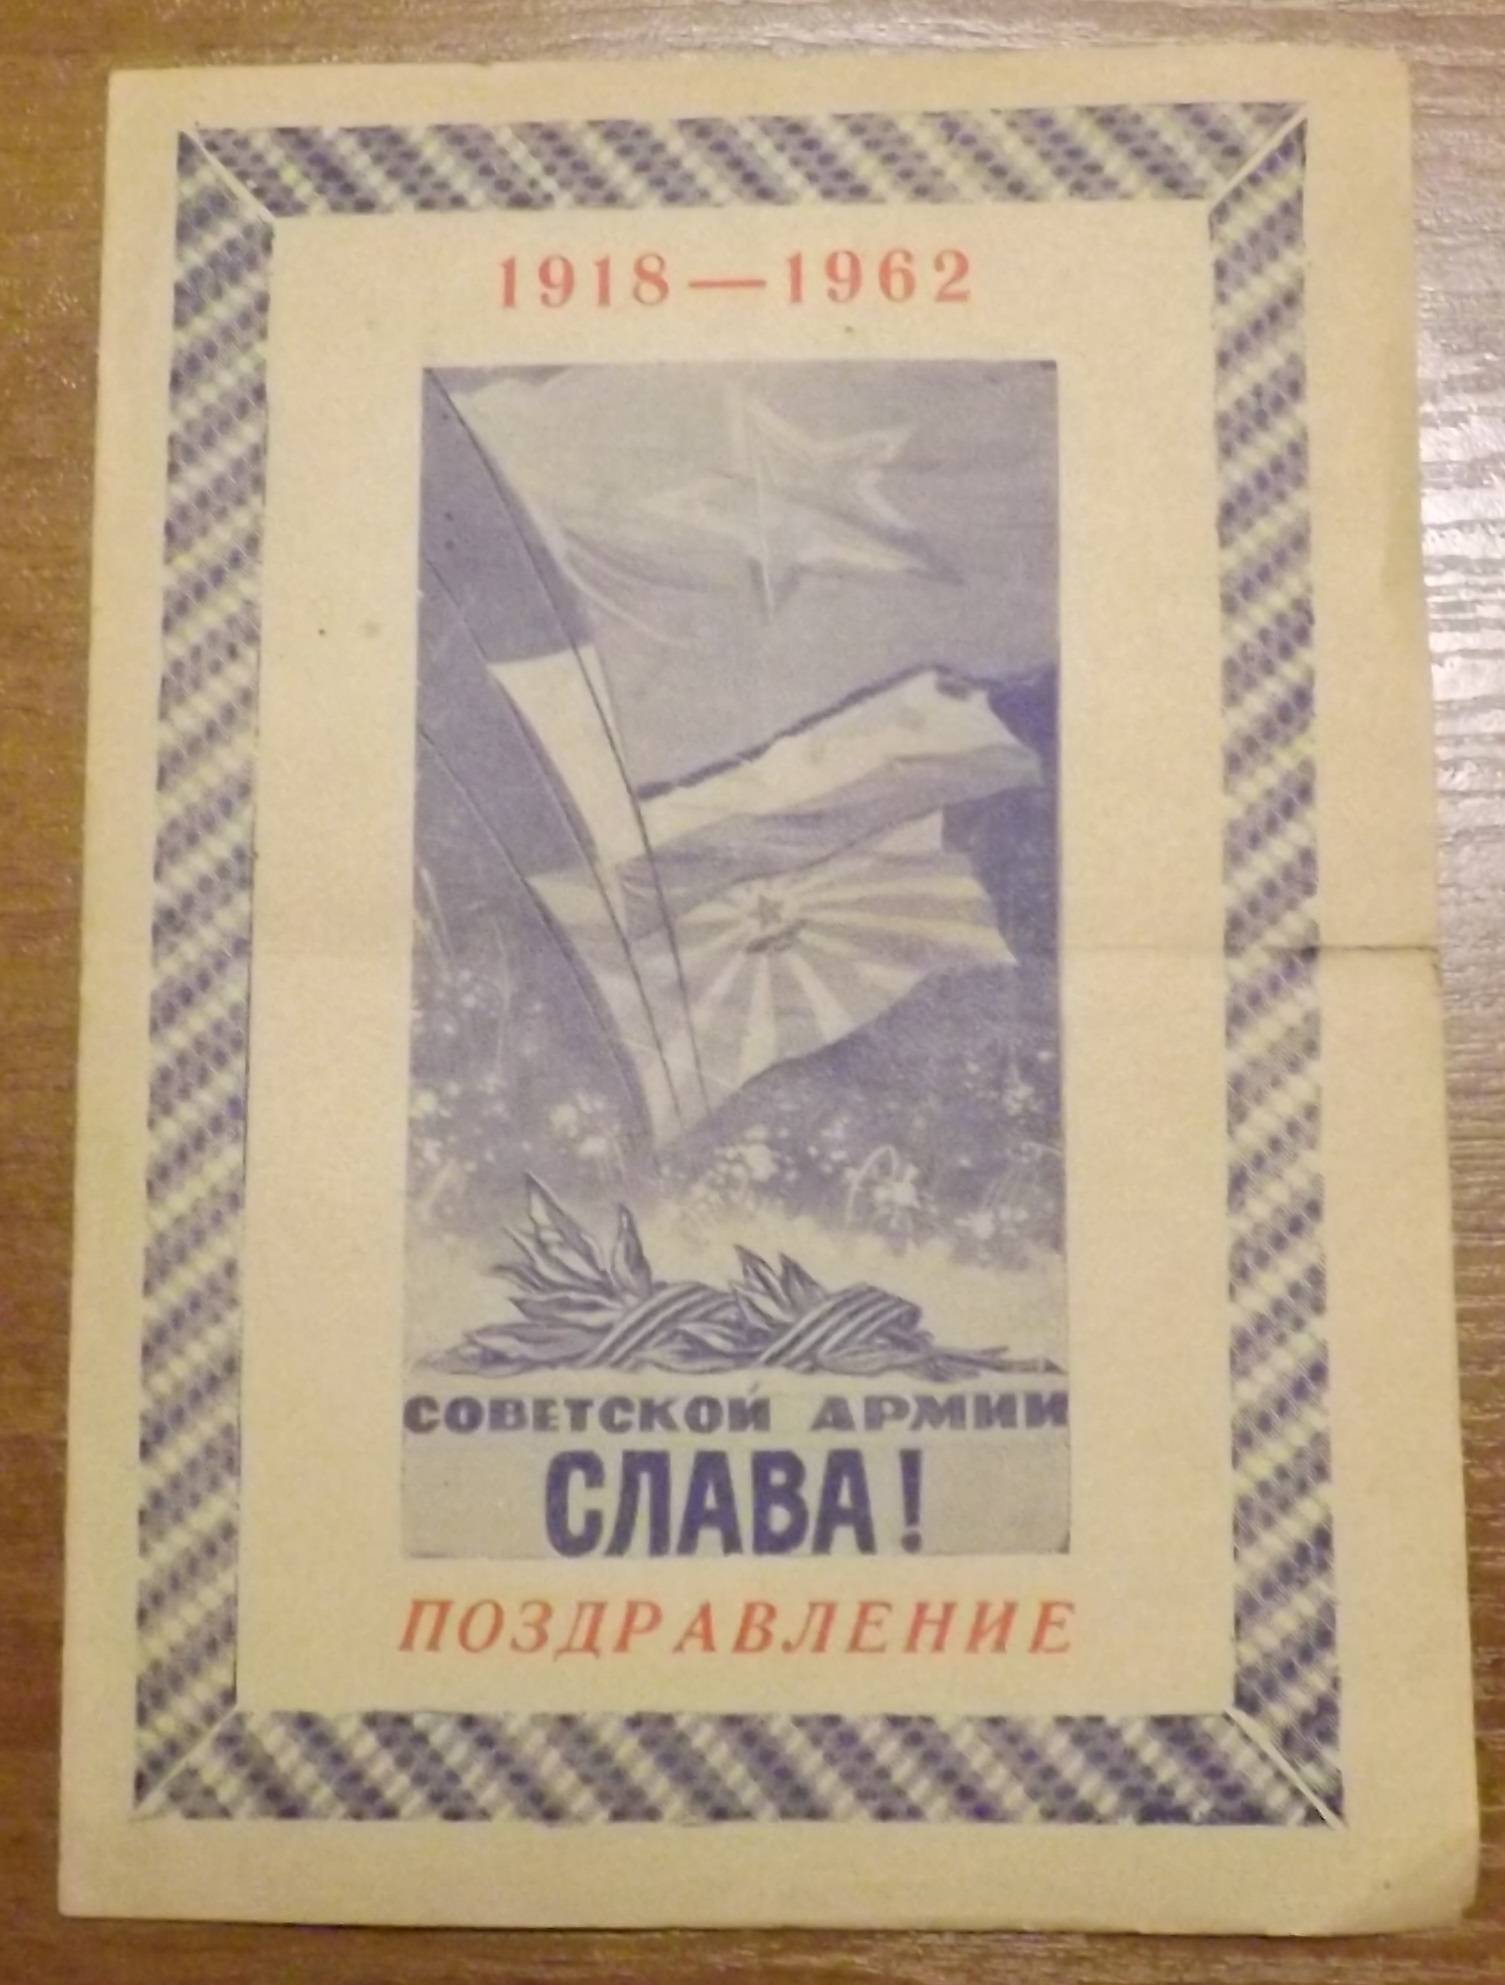 1918—1962
СОВЕТСКОЙ АРМИИ
СЛАВА!
ПОЗДРАВЛЕНИЕ